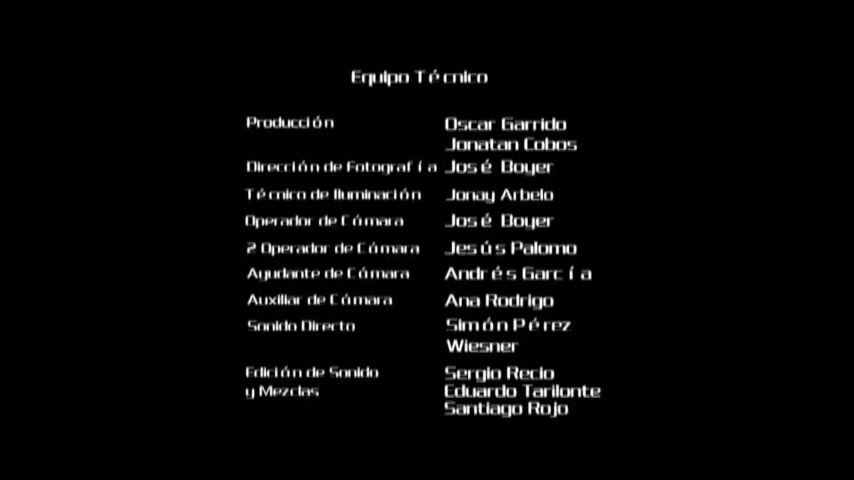 Equipo Técnico
Producción Oscar Garrido
Jonatan Cobos
Dirección de Fotografía José Boyer
Técnico de Iluminación Jonay Arbelo
Operador de Cámara José Boyer
2 Operador de Cámara Jesús Palomo
Ayudante de Cámara Andrés García
Auxiliar de Cámara Ana Rodrigo
Sonido Directo Simón Pérez
Wiesner
Edición de Sonido Sergio Recio
y Mezclas Eduardo Tarilonte
Santiago Rojo